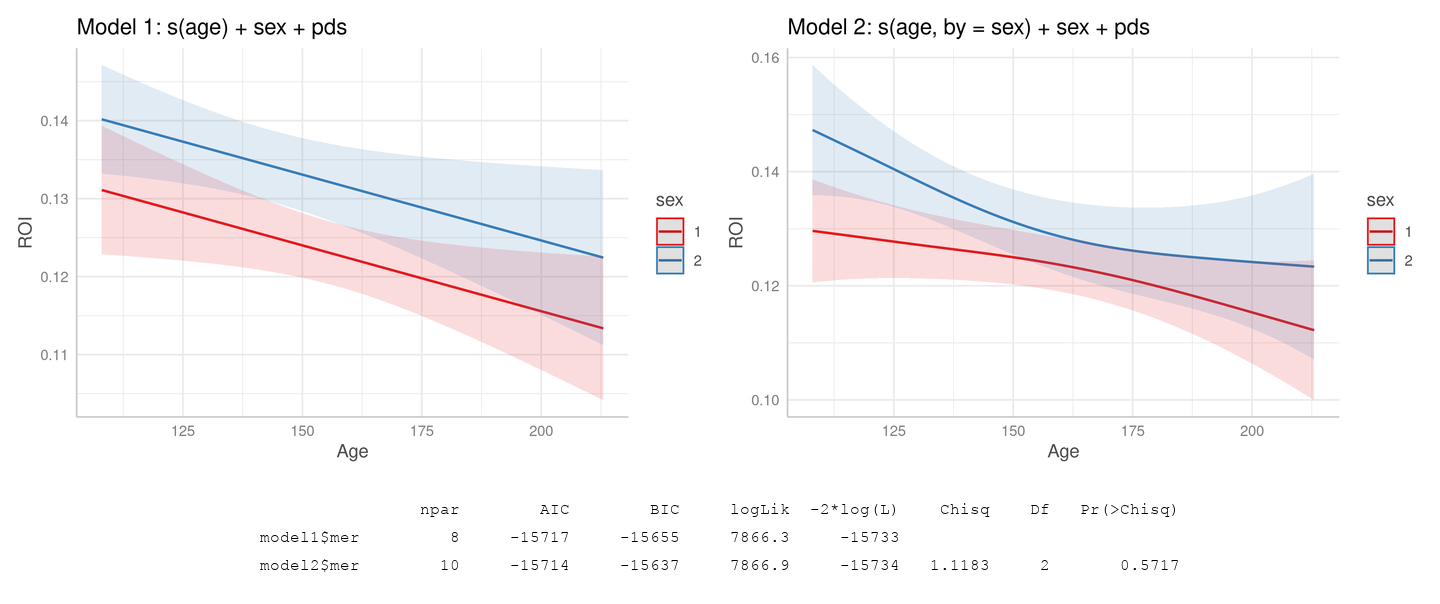 Model 1: s(age) + sex + pds
0.14
0.13
0.12
0.11
ROI
125 150 175 200
Age
sex
1
2
Model 2: s(age, by = sex) + sex + pds
0.16
0.14
0.12
0.10
ROI
125 150 175 200
Age
sex
1
2
npar AIC BIC logLik -2*log(L) Chisq Df Pr(>Chisq)
model1$mer 8 -15717 -15655 7866.3 -15733
model2$mer 10 -15714 -15637 7866.9 -15734 1.1183 2 0.5717